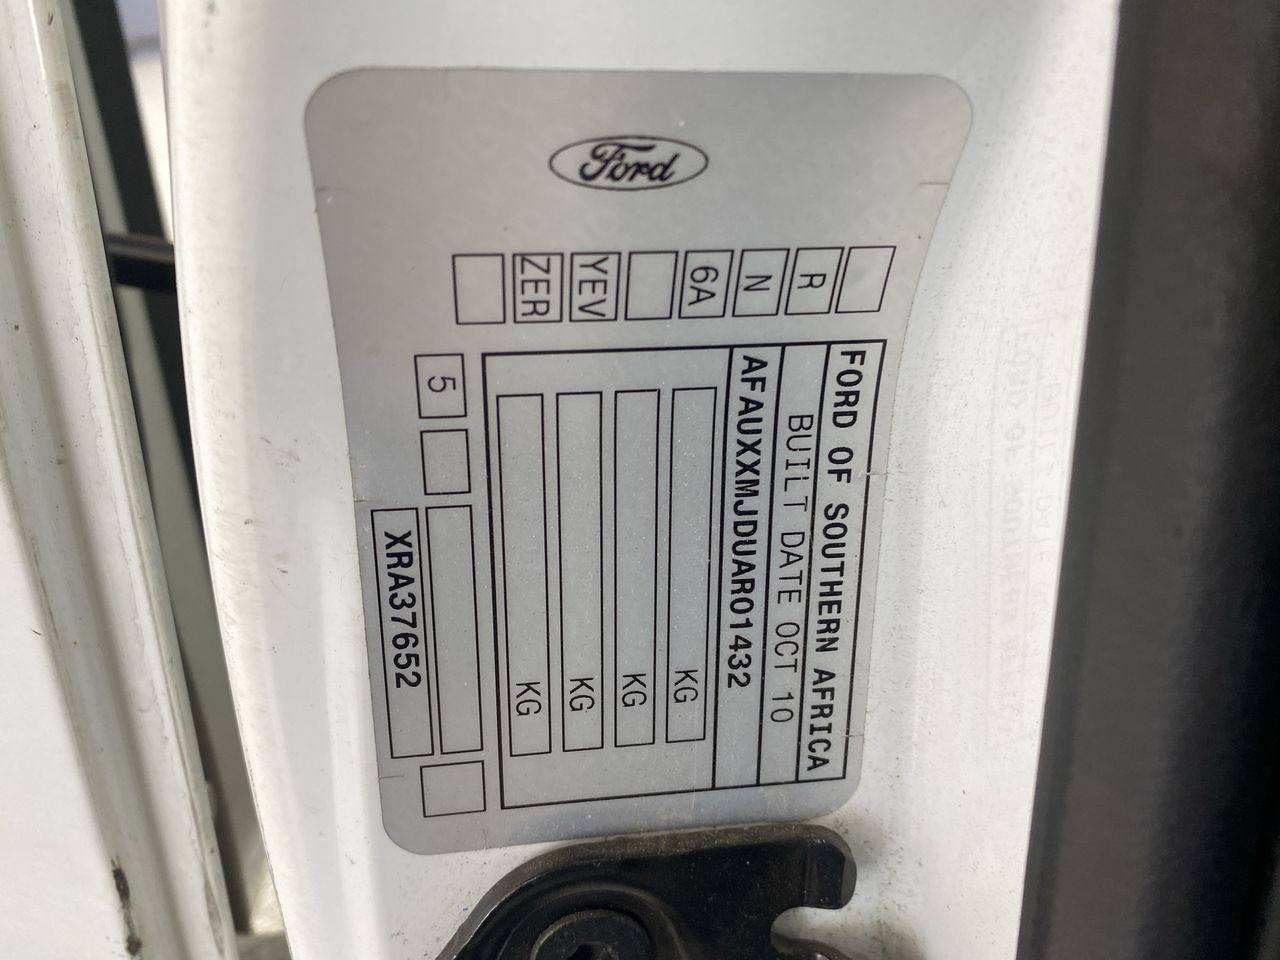 Ford
R
N
6A
YEV
ZER
FORD OF SOUTHERN AFRICA
BUILT DATE OCT 10
AFAUXXMJDUAR01432
KG
KG
KG
KG
5
XRA37652